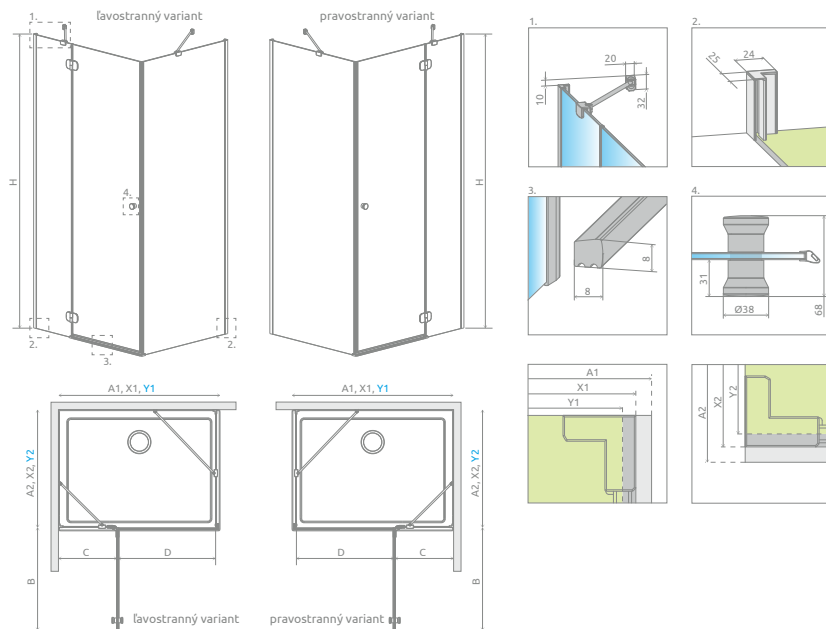 ľavostranný variant
pravostranný variant
1.
H
4.
2.
3.
2.
H
1.
20
10
32
2.
24
25
3.
8
8
4.
31
Ø38
68
A1, X1, Y1
A2, X2, Y2
C
D
B
ľavostranný variant
A1, X1, Y1
A2, X2, Y2
D
C
B
pravostranný variant
A1
X1
Y1
A2
X2
Y2